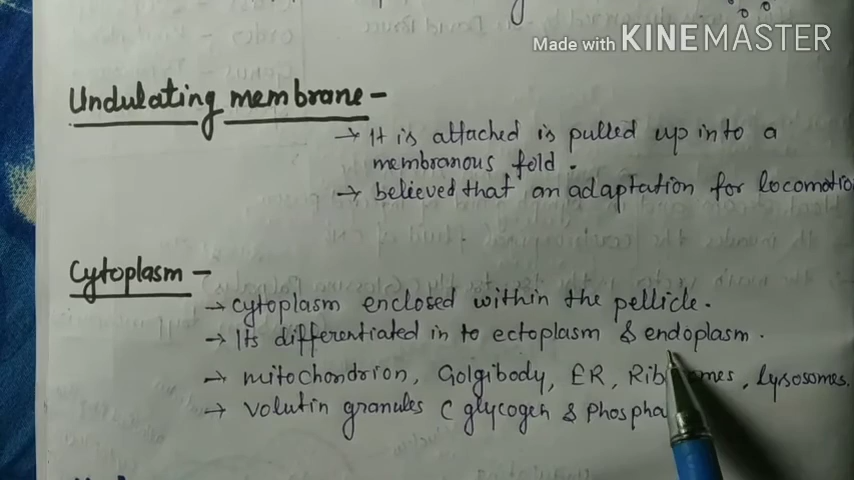 Made with KINEMASTER
Undulating membrane -
→ It is attached is pulled up into a
membranous fold.
→ believed that an adaptation for locomotio
Cytoplasm -
→ cytoplasm enclosed within the pellicle.
→ Its differentiated in to ectoplasm & endoplasm.
→ mitochondrion, Golgibody, ER, Rib mes, Lysosomes.
→ Volutin granules ( glycogen & Phospha